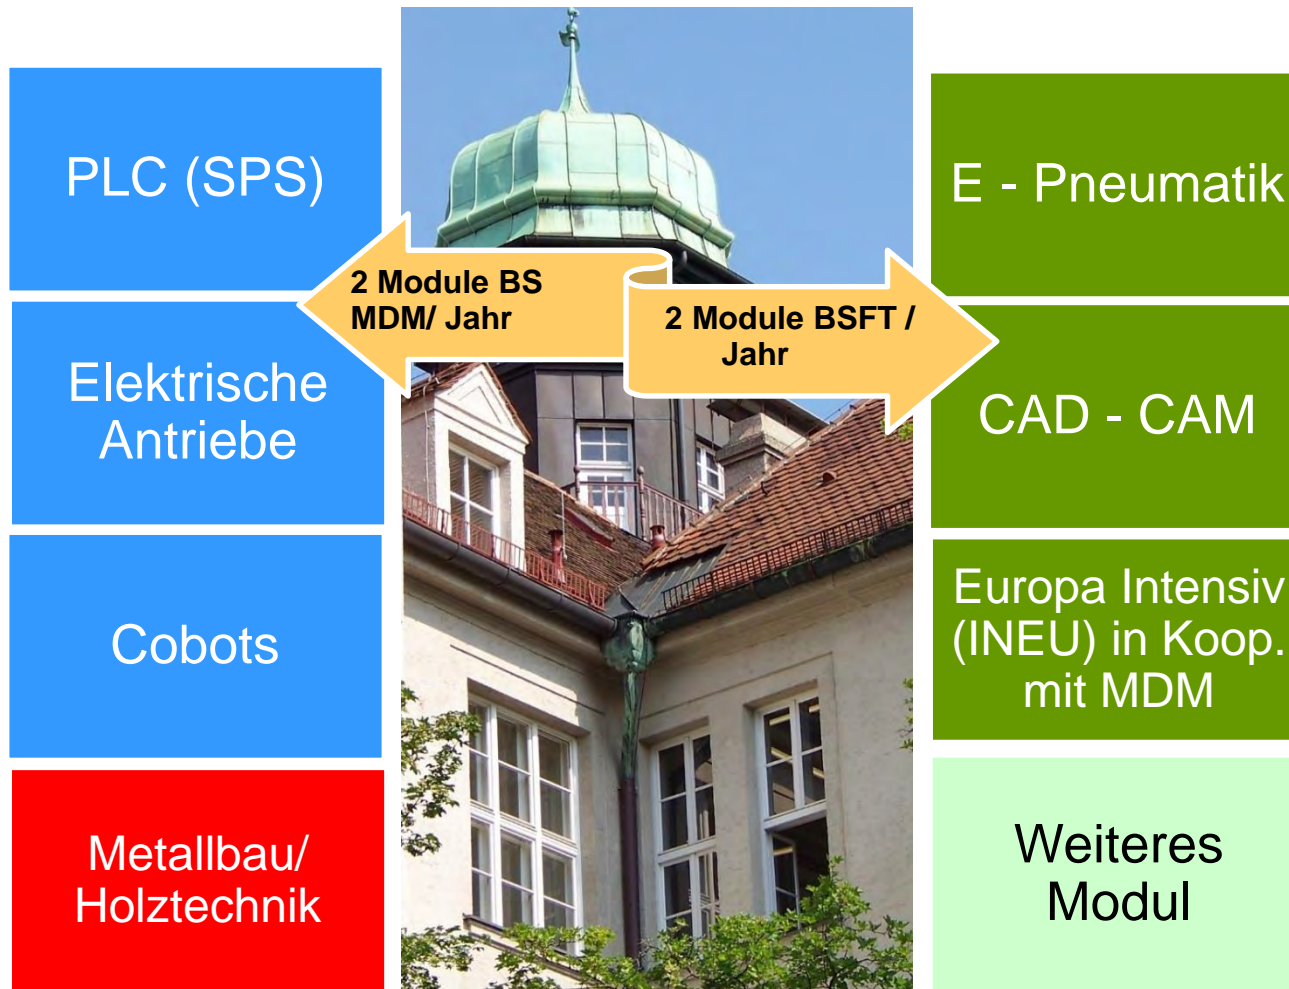 PLC (SPS)
Elektrische
Antriebe
Cobots
Metallbau/
Holztechnik
2 Module BS
MDM/ Jahr
2 Module BSFT /
Jahr
E - Pneumatik
CAD - CAM
Europa Intensiv
(INEU) in Koop.
mit MDM
Weiteres
Modul